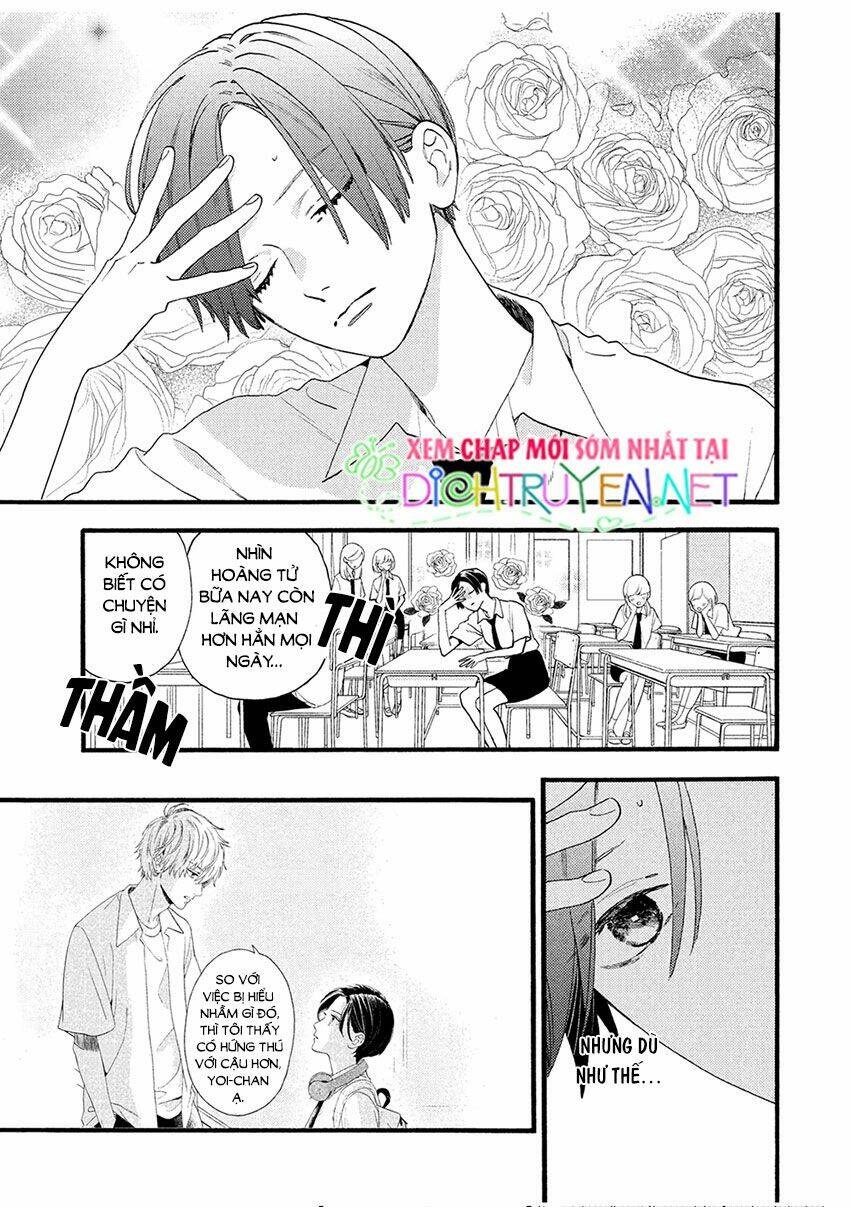 XEM CHAP MỚI SỚM NHẤT TẠI
DICHTRUYEN.NET
NHÌN
HOÀNG TỬ
BỮA NAY CÒN
LÃNG MẠN
HƠN HẲN MỌI
NGÀY...
KHÔNG
BIẾT CÓ
CHUYỆN
GÌ NHỈ.
THÌ
THẦM
NHƯNG DÙ
NHƯ THẾ...
SO VỚI
VIỆC BỊ HIỂU
NHẦM GÌ ĐÓ,
THÌ TÔI THẤY
CÓ HỨNG THÚ
VỚI CẬU HƠN,
YOI-CHAN
Ạ.